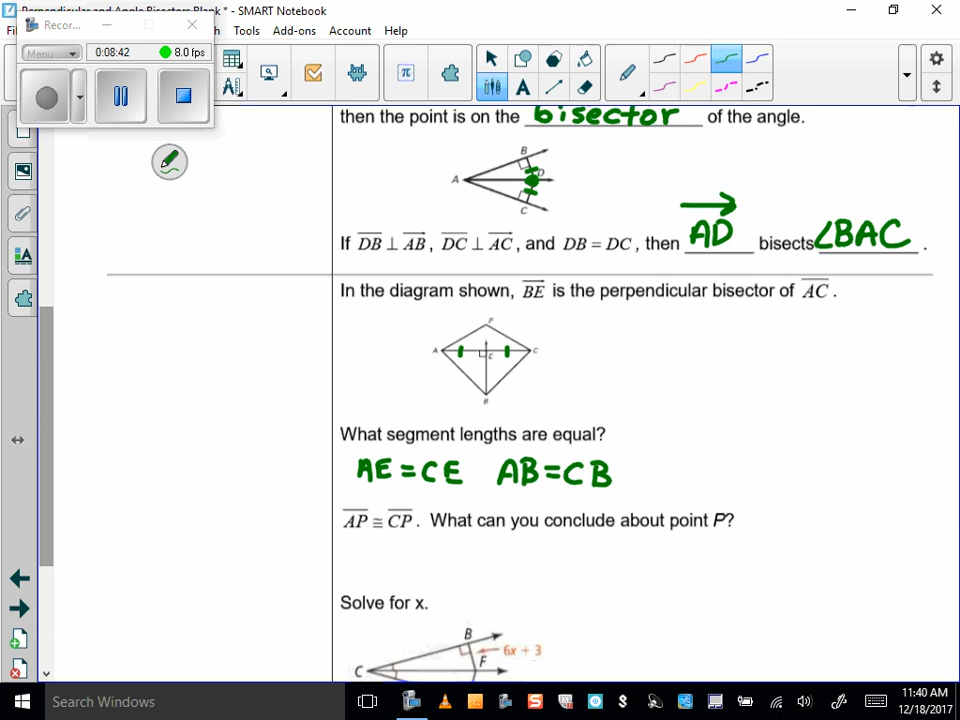 Perpendicular and Angle Bisectors Blank * - SMART Notebook
Recor...
Tools Add-ons Account Help
Menu 0:08:42 8.0 fps
then the point is on the bisector of the angle.
B
A D
C
If DB ⊥ AB, DC ⊥ AC, and DB = DC, then AD bisects ∠BAC.
In the diagram shown, BE is the perpendicular bisector of AC.
P
A E C
B
What segment lengths are equal?
AE = CE AB = CB
AP ≅ CP. What can you conclude about point P?
Solve for x.
B
6x + 3
F
C
Search Windows
11:40 AM
12/18/2017